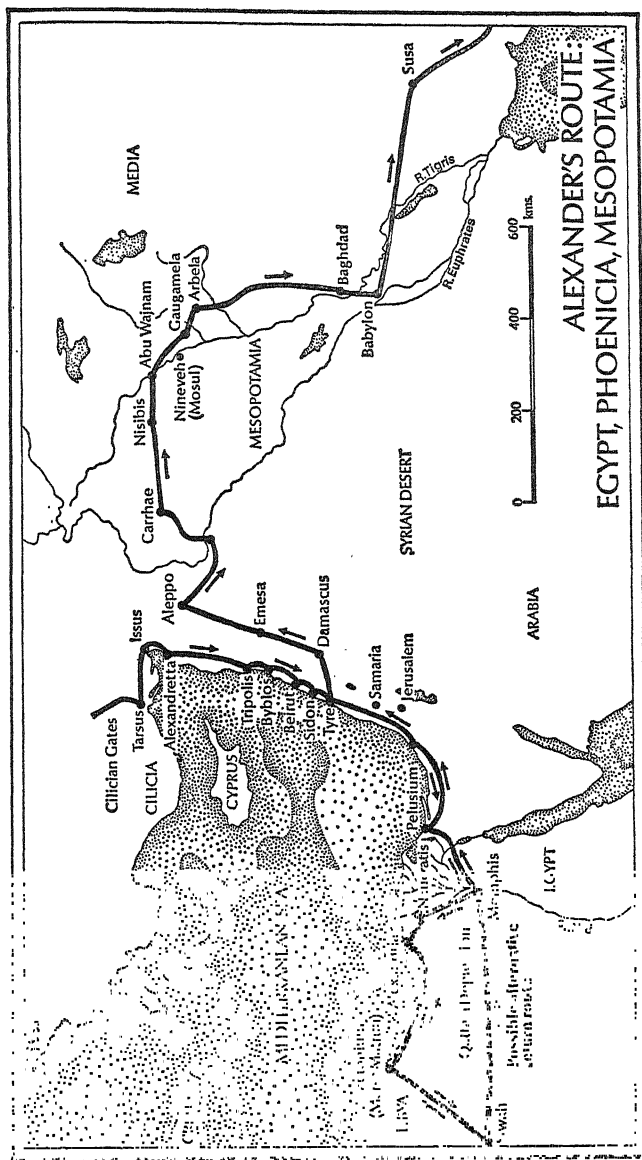 ALEXANDER'S ROUTE:
EGYPT, PHOENICIA, MESOPOTAMIA
Cilician Gates
CILICIA
Tarsus
Issus
Alexandretta
CYPRUS
Tripolis
Byblos
Beirut
Sidon
Tyre
Aleppo
Emesa
Damascus
Samaria
Jerusalem
Pelusium
Memphis
EGYPT
MEDITERRANEAN SEA
Possible alternative
return route
Carrhae
Nisibis
Abu Wajnam
Gaugamela
Arbela
Nineveh
(Mosul)
MESOPOTAMIA
MEDIA
Baghdad
Babylon
Susa
R.Tigris
R.Euphrates
SYRIAN DESERT
ARABIA
0 200 400 600 kms.